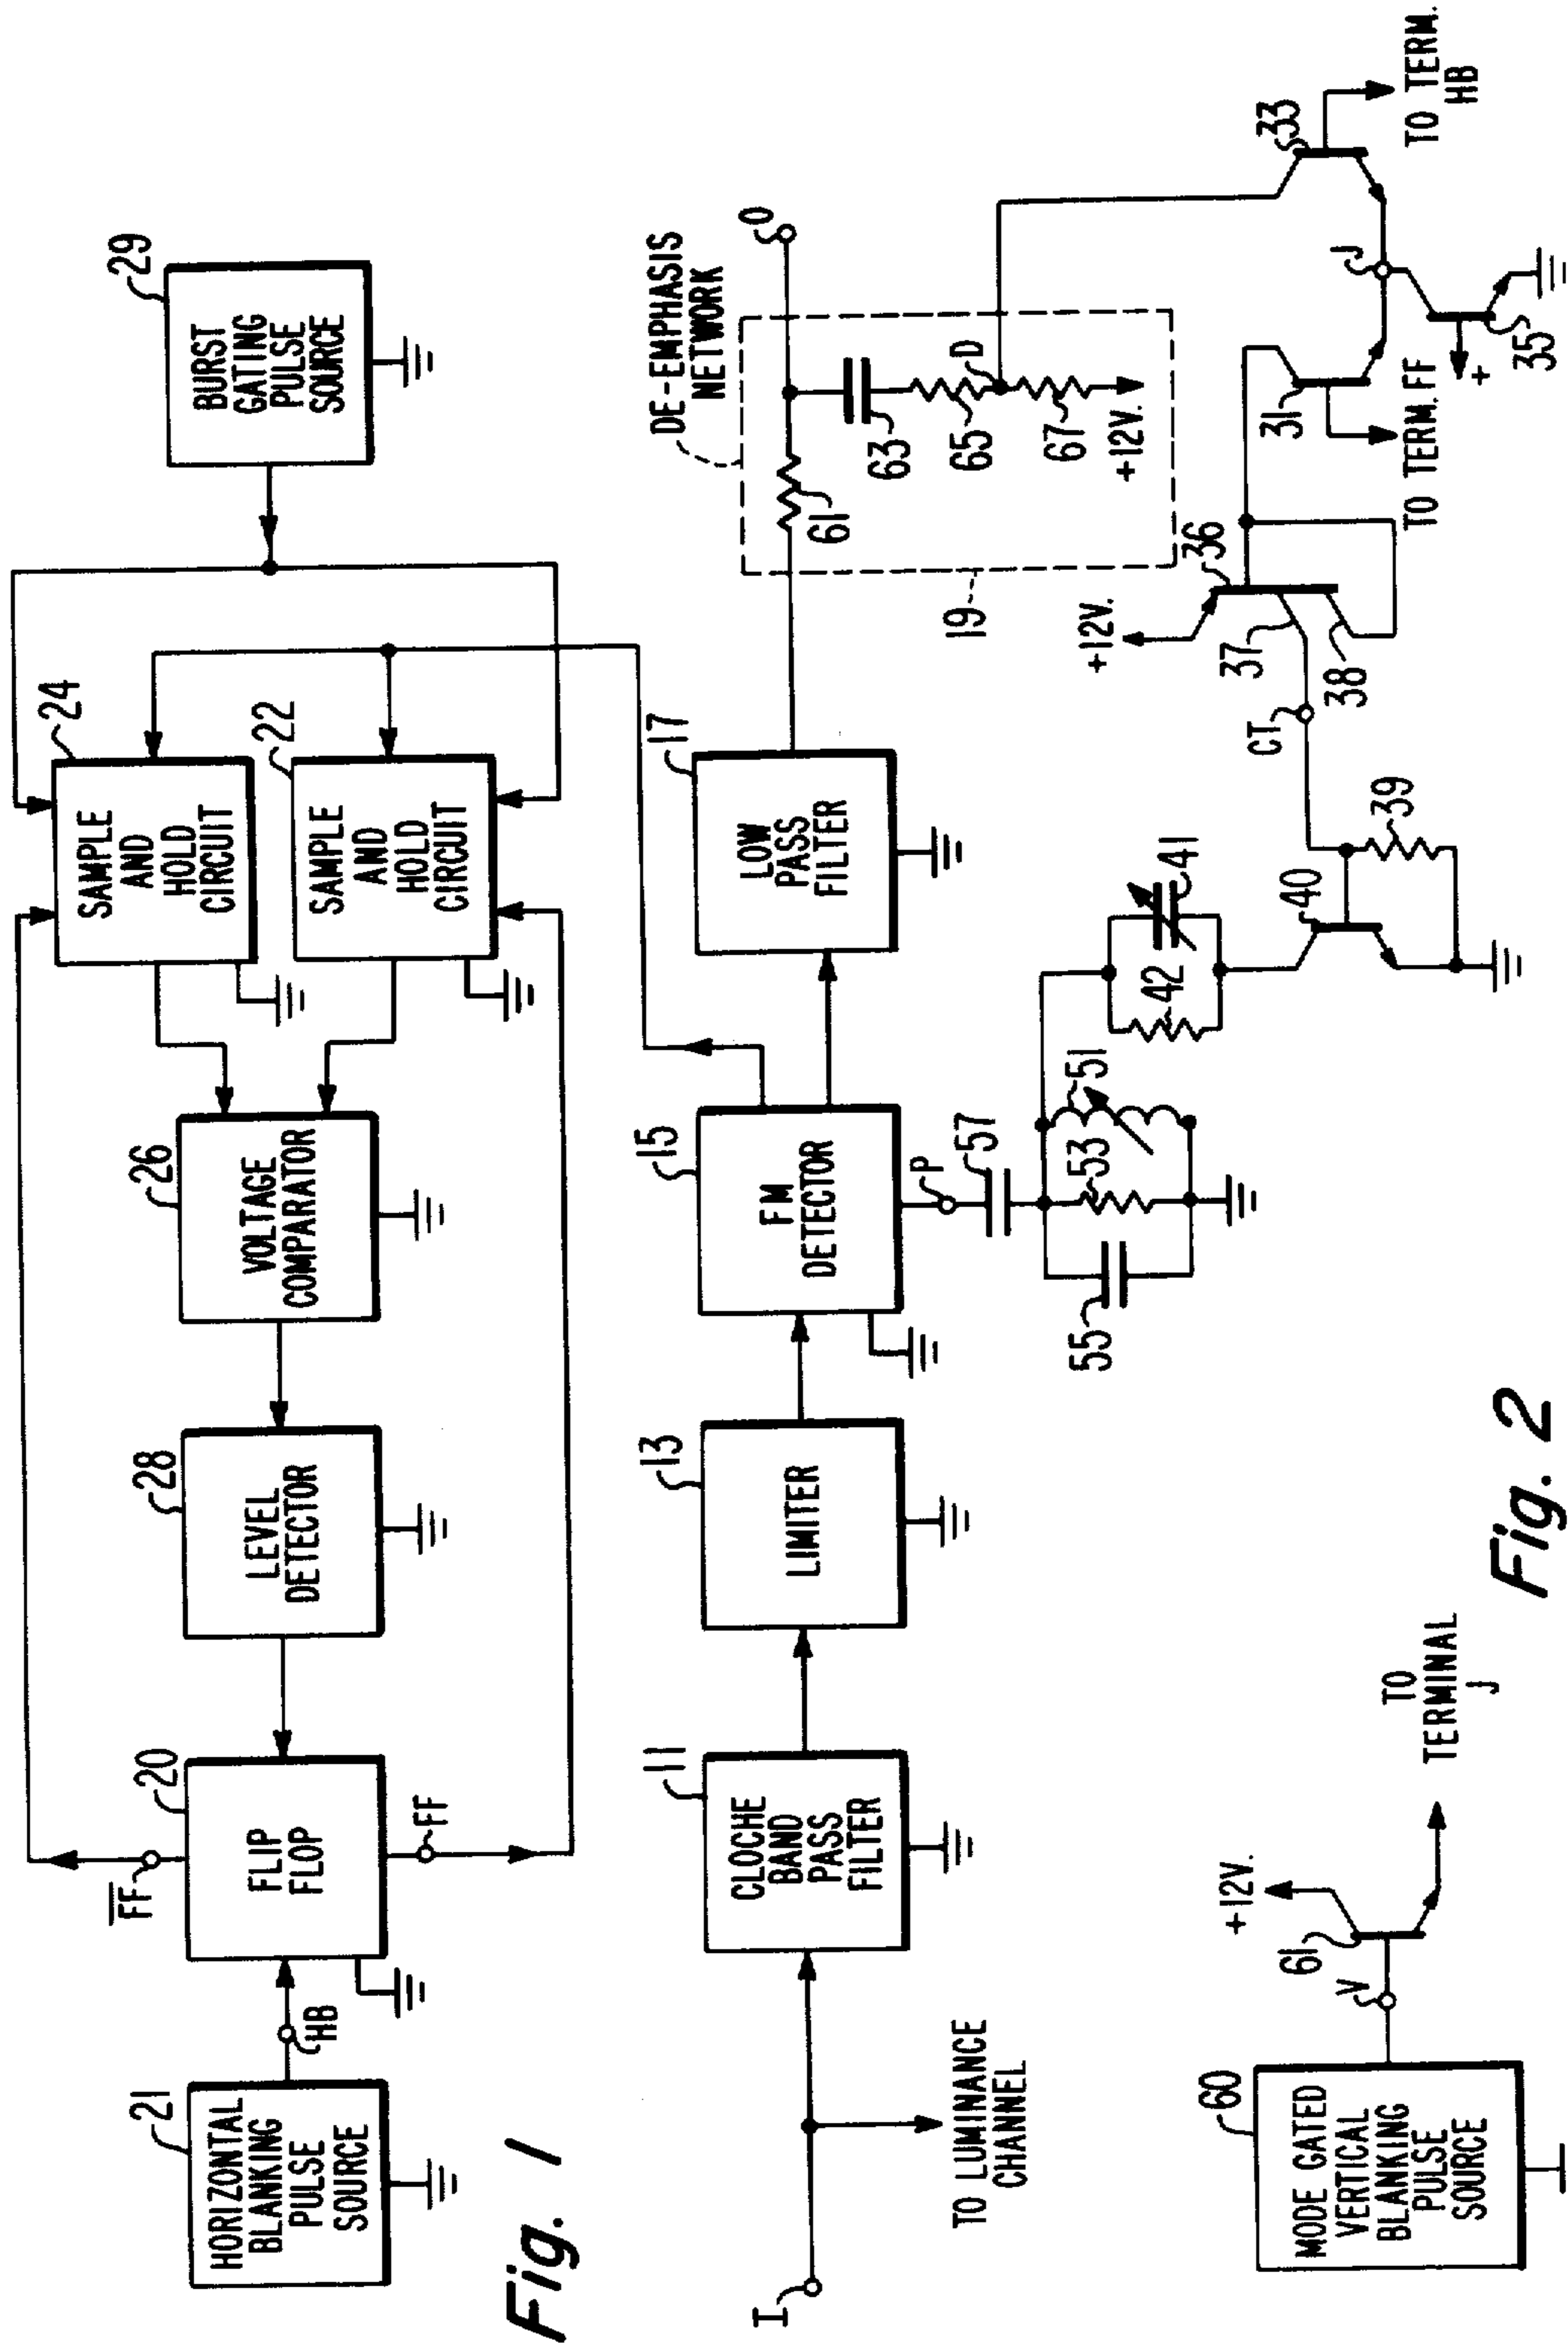 29
BURST
GATING
PULSE
SOURCE
24
SAMPLE
AND
HOLD
CIRCUIT
22
SAMPLE
AND
HOLD
CIRCUIT
26
VOLTAGE
COMPARATOR
28
LEVEL
DETECTOR
20
FLIP
FLOP
FF
FF
21
HORIZONTAL
BLANKING
PULSE
SOURCE
HB
Fig. 1
I
TO LUMINANCE
CHANNEL
11
CLOCHE
BAND
PASS
FILTER
13
LIMITER
15
FM
DETECTOR
P
57
55
53
51
42
41
40
39
17
LOW
PASS
FILTER
DE-EMPHASIS
NETWORK
19
61
63
65
D
67
+12V.
O
33
TO TERM.
HB
J
31
TO TERM. FF
+
35
36
+12V.
37
38
CT
60
MODE GATED
VERTICAL
BLANKING
PULSE
SOURCE
V
61
+12V.
TO
TERMINAL
J
Fig. 2